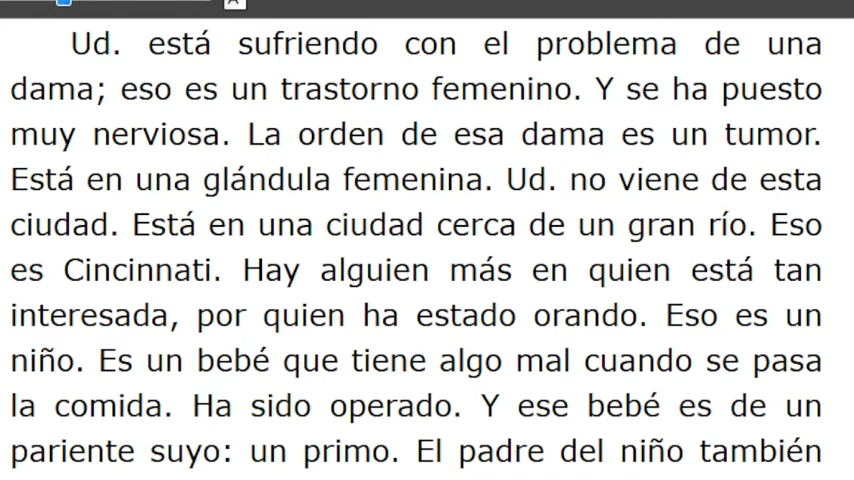 Ud. está sufriendo con el problema de una
dama; eso es un trastorno femenino. Y se ha puesto
muy nerviosa. La orden de esa dama es un tumor.
Está en una glándula femenina. Ud. no viene de esta
ciudad. Está en una ciudad cerca de un gran río. Eso
es Cincinnati. Hay alguien más en quien está tan
interesada, por quien ha estado orando. Eso es un
niño. Es un bebé que tiene algo mal cuando se pasa
la comida. Ha sido operado. Y ese bebé es de un
pariente suyo: un primo. El padre del niño también